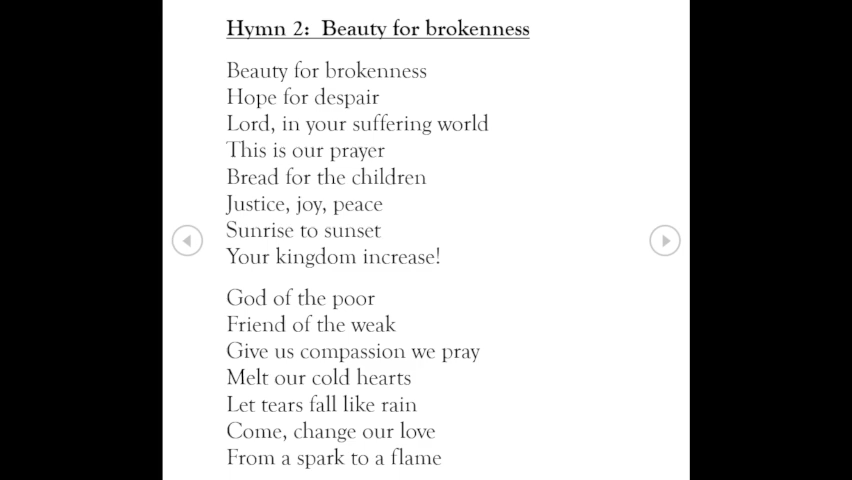 Hymn 2: Beauty for brokenness
Beauty for brokenness
Hope for despair
Lord, in your suffering world
This is our prayer
Bread for the children
Justice, joy, peace
Sunrise to sunset
Your kingdom increase!
God of the poor
Friend of the weak
Give us compassion we pray
Melt our cold hearts
Let tears fall like rain
Come, change our love
From a spark to a flame